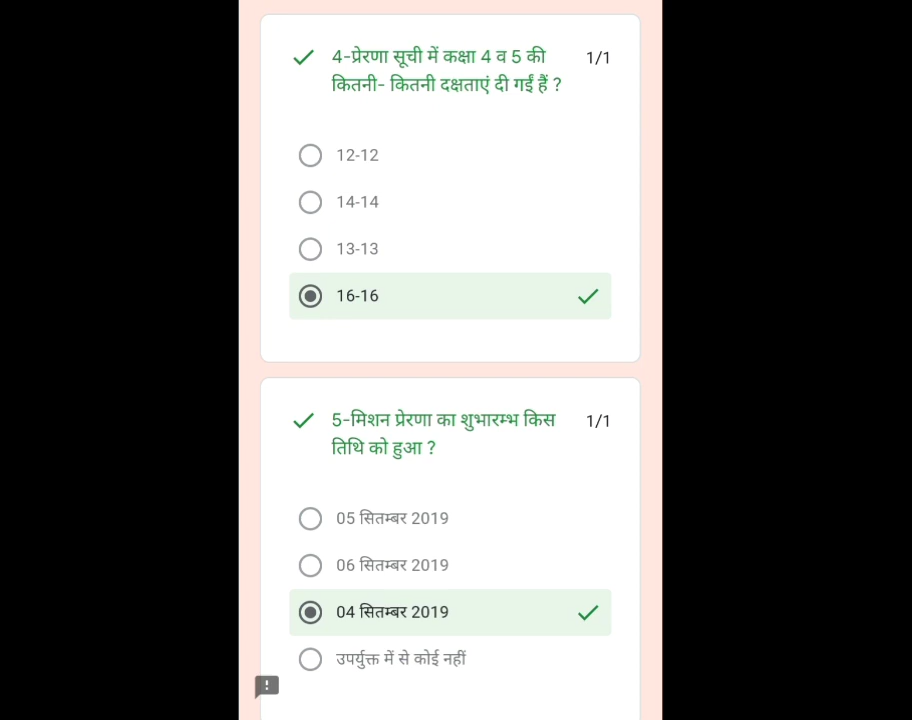 4-प्रेरणा सूची में कक्षा 4 व 5 की 1/1
कितनी- कितनी दक्षताएं दी गईं हैं ?
12-12
14-14
13-13
16-16
5-मिशन प्रेरणा का शुभारम्भ किस 1/1
तिथि को हुआ ?
05 सितम्बर 2019
06 सितम्बर 2019
04 सितम्बर 2019
उपर्युक्त में से कोई नहीं